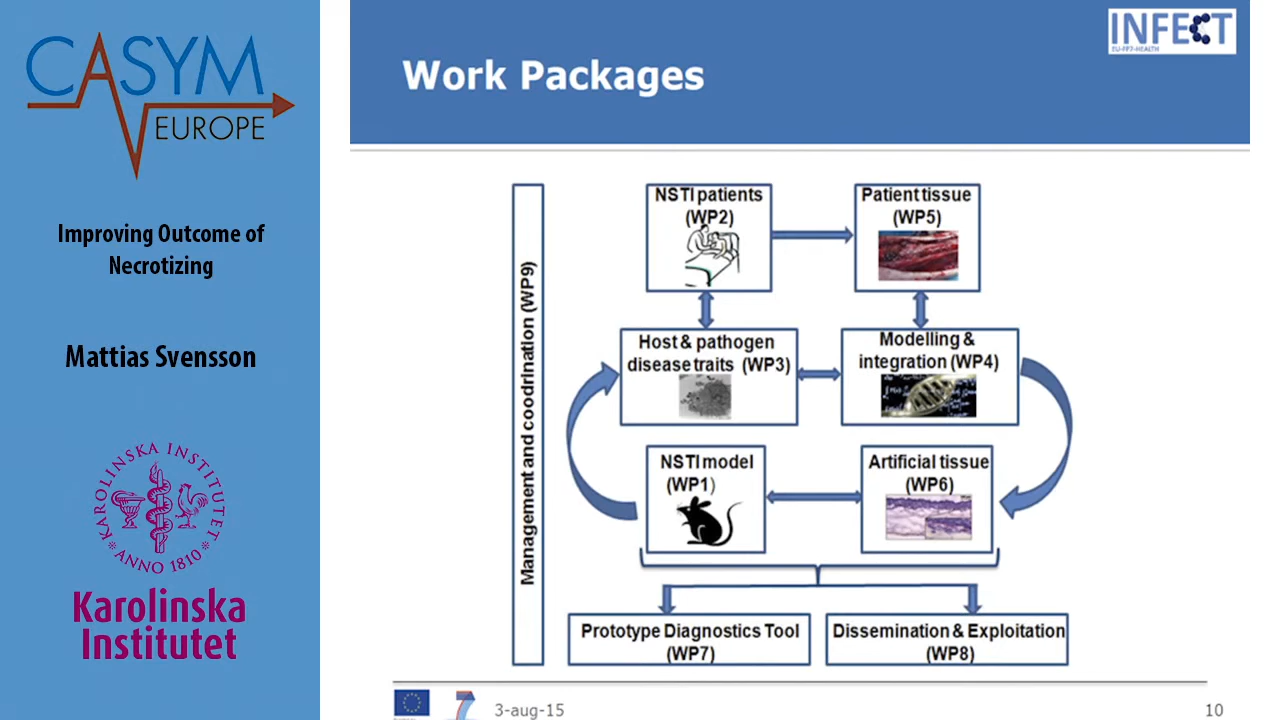 CASYM
EUROPE
Improving Outcome of
Necrotizing
Mattias Svensson
KAROLINSKA INSTITUTET
ANNO 1810
Karolinska
Institutet
INFECT
EU-FP7-HEALTH
Work Packages
Management and coodrination (WP9)
NSTI patients
(WP2)
Patient tissue
(WP5)
Host & pathogen
disease traits (WP3)
Modelling &
integration (WP4)
NSTI model
(WP1)
Artificial tissue
(WP6)
Prototype Diagnostics Tool
(WP7)
Dissemination & Exploitation
(WP8)
7
3-aug-15
10